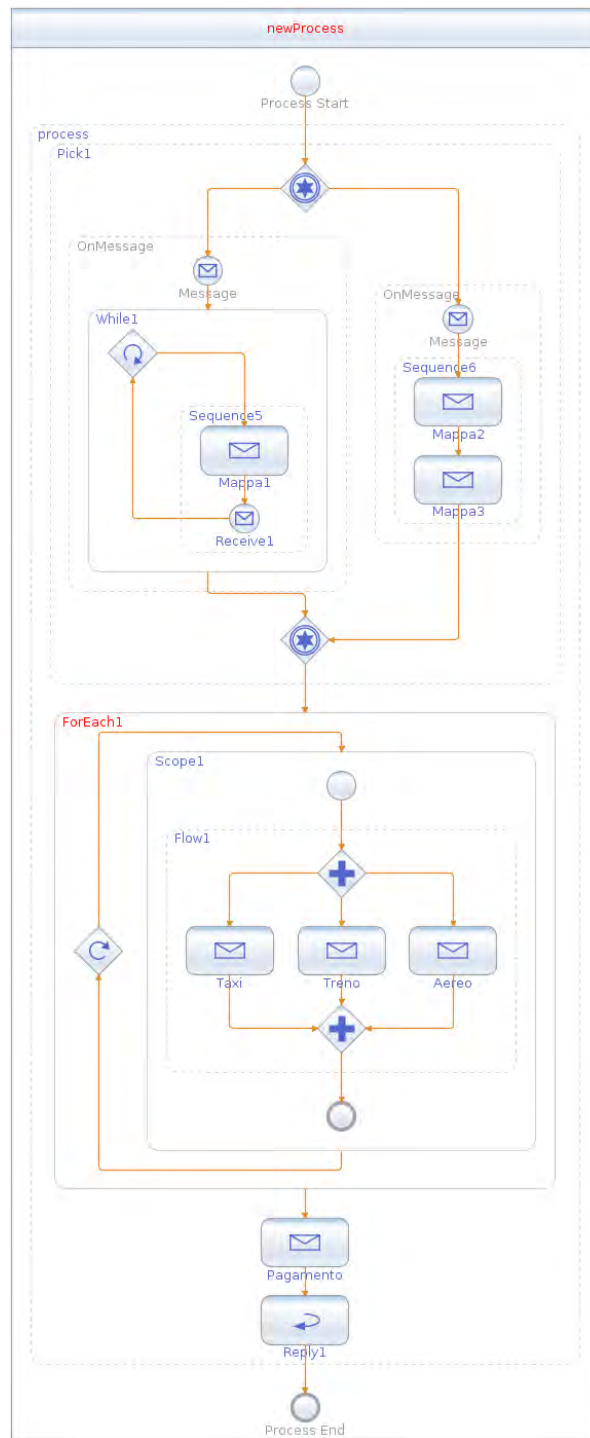 newProcess
Process Start
process
Pick1
OnMessage
Message
OnMessage
Message
While1
Sequence5
Mappa1
Receive1
Sequence6
Mappa2
Mappa3
ForEach1
Scope1
Flow1
Taxi
Treno
Aereo
Pagamento
Reply1
Process End